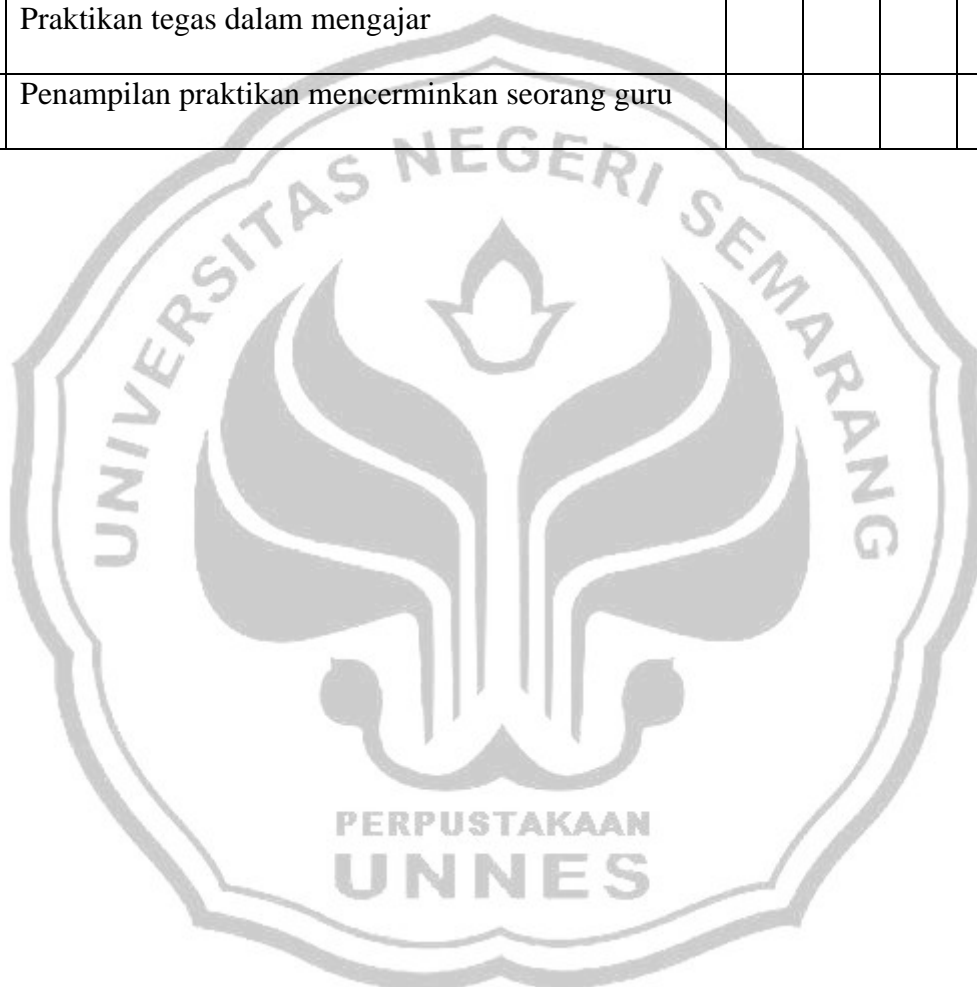 Praktikan tegas dalam mengajar
Penampilan praktikan mencerminkan seorang guru
UNIVERSITAS NEGERI SEMARANG
PERPUSTAKAAN
UNNES